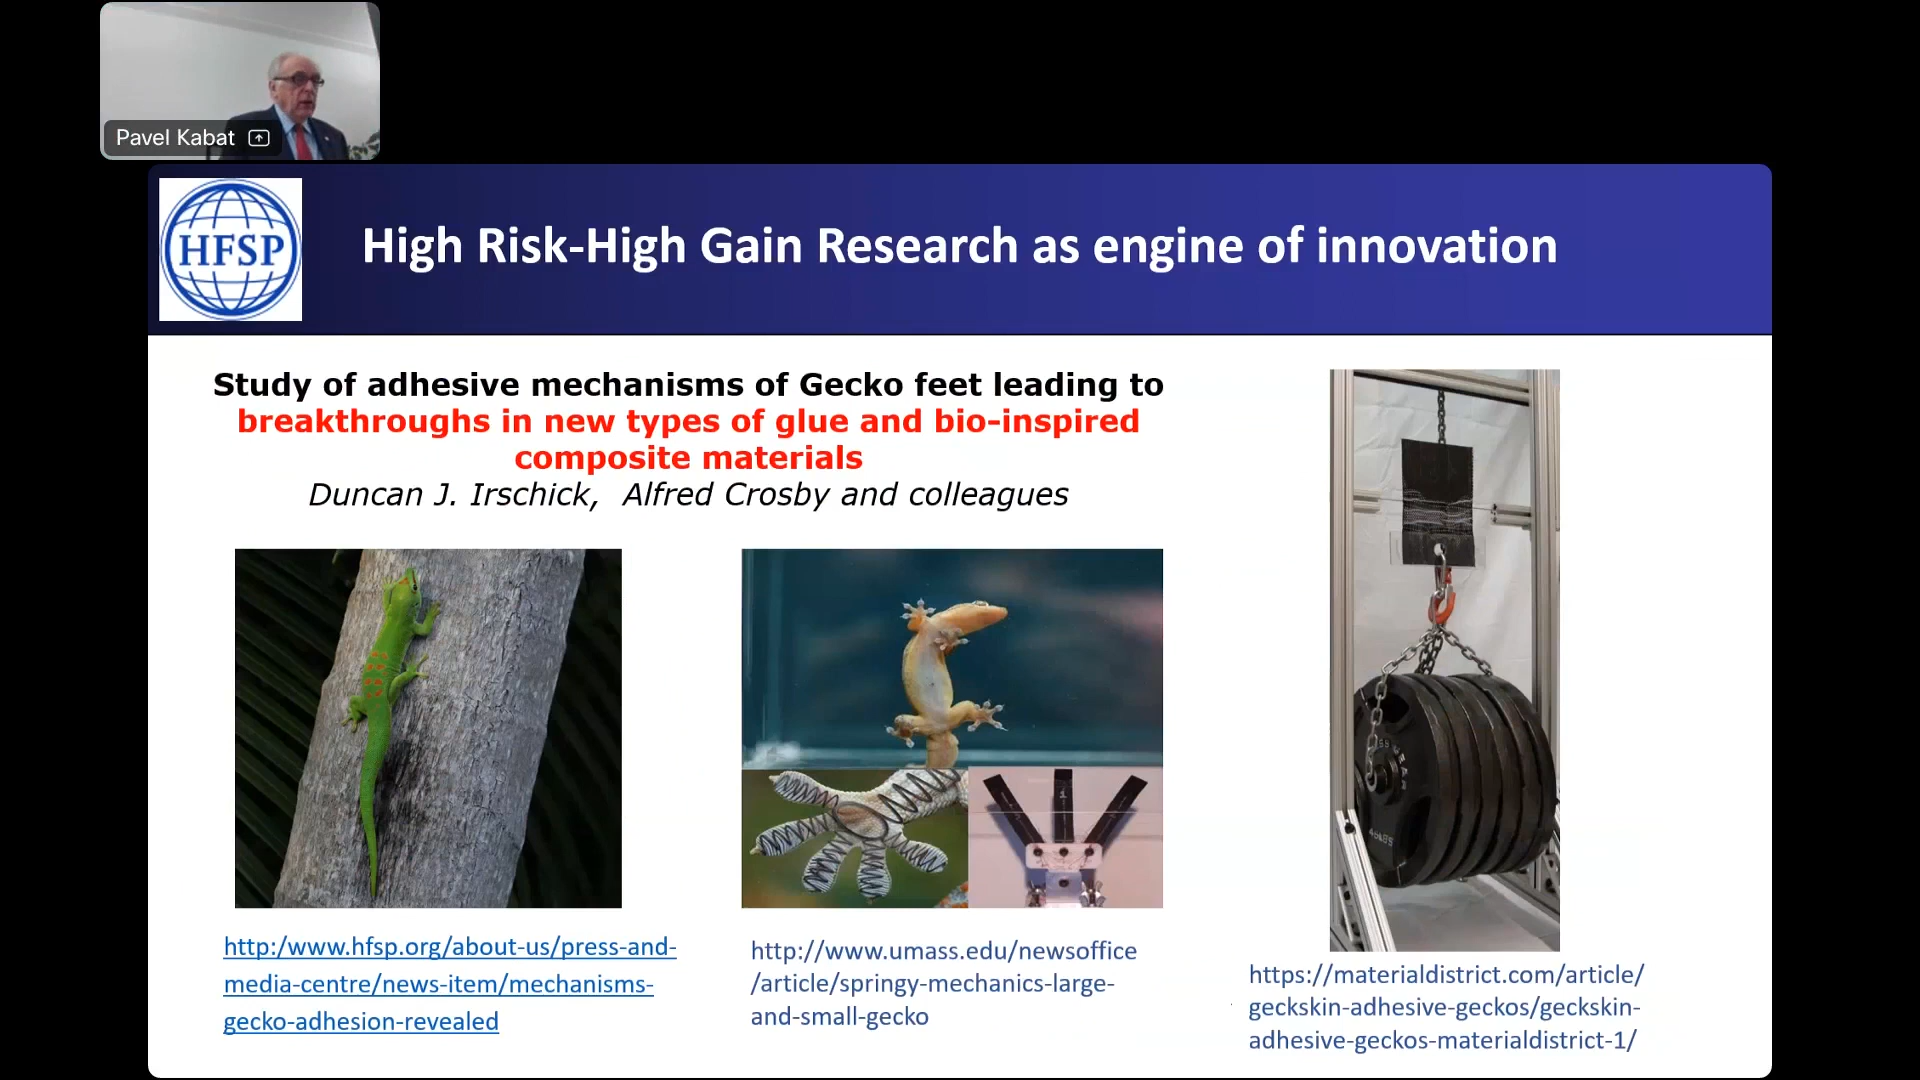 Pavel Kabat
HFSP
High Risk-High Gain Research as engine of innovation
Study of adhesive mechanisms of Gecko feet leading to
breakthroughs in new types of glue and bio-inspired
composite materials
Duncan J. Irschick, Alfred Crosby and colleagues
http:/www.hfsp.org/about-us/press-and-
media-centre/news-item/mechanisms-
gecko-adhesion-revealed
http://www.umass.edu/newsoffice
/article/springy-mechanics-large-
and-small-gecko
https://materialdistrict.com/article/
geckskin-adhesive-geckos/geckskin-
adhesive-geckos-materialdistrict-1/